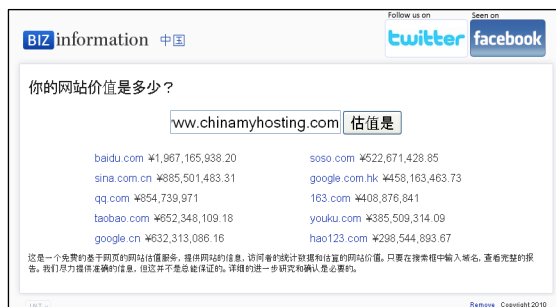 Follow us on
Seen on
BIZ information 中国
twitter
facebook
你的网站价值是多少？
ww.chinamyhosting.com 估值是
baidu.com ¥1,967,165,938.20
soso.com ¥522,671,428.85
sina.com.cn ¥885,501,483.31
google.com.hk ¥458,163,463.73
qq.com ¥854,739,971
163.com ¥408,876,841
taobao.com ¥652,348,109.18
youku.com ¥385,509,314.09
google.cn ¥632,313,086.16
hao123.com ¥298,544,893.67
这是一个免费的基于网页的网站估值服务，提供网站的信息，访问者的统计数据和估算的网站价值。只要在搜索框中输入域名，查看完整的报
告。我们尽力提供准确的信息，但这并不是总能保证的。详细的进一步研究和确认是必要的。
Remove Copyright 2010